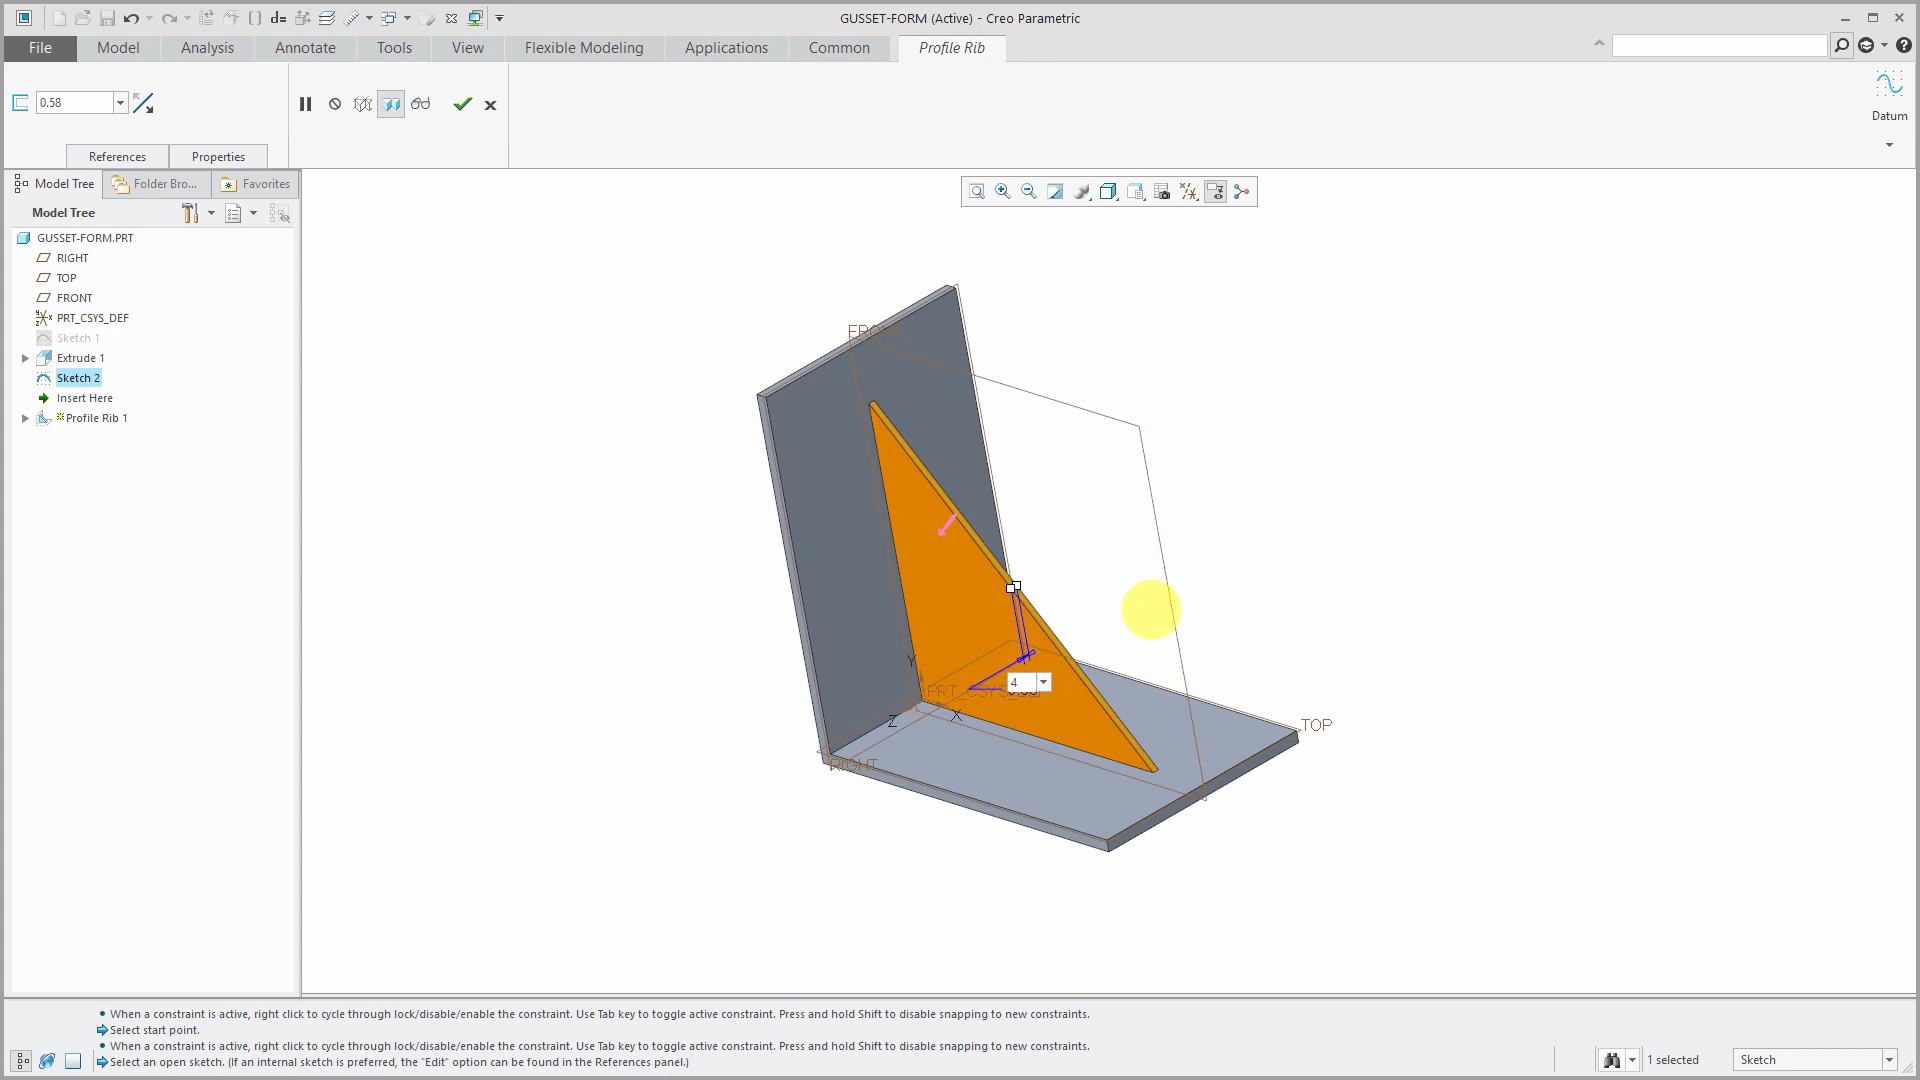 GUSSET-FORM (Active) - Creo Parametric
File Model Analysis Annotate Tools View Flexible Modeling Applications Common Profile Rib
0.58
Datum
References Properties
Model Tree Folder Bro... Favorites
Model Tree
GUSSET-FORM.PRT
RIGHT
TOP
FRONT
PRT_CSYS_DEF
Sketch 1
Extrude 1
Sketch 2
Insert Here
Profile Rib 1
Y
4
Z
X
TOP
RIGHT
• When a constraint is active, right click to cycle through lock/disable/enable the constraint. Use Tab key to toggle active constraint. Press and hold Shift to disable snapping to new constraints.
Select start point.
• When a constraint is active, right click to cycle through lock/disable/enable the constraint. Use Tab key to toggle active constraint. Press and hold Shift to disable snapping to new constraints.
Select an open sketch. (If an internal sketch is preferred, the "Edit" option can be found in the References panel.)
1 selected
Sketch